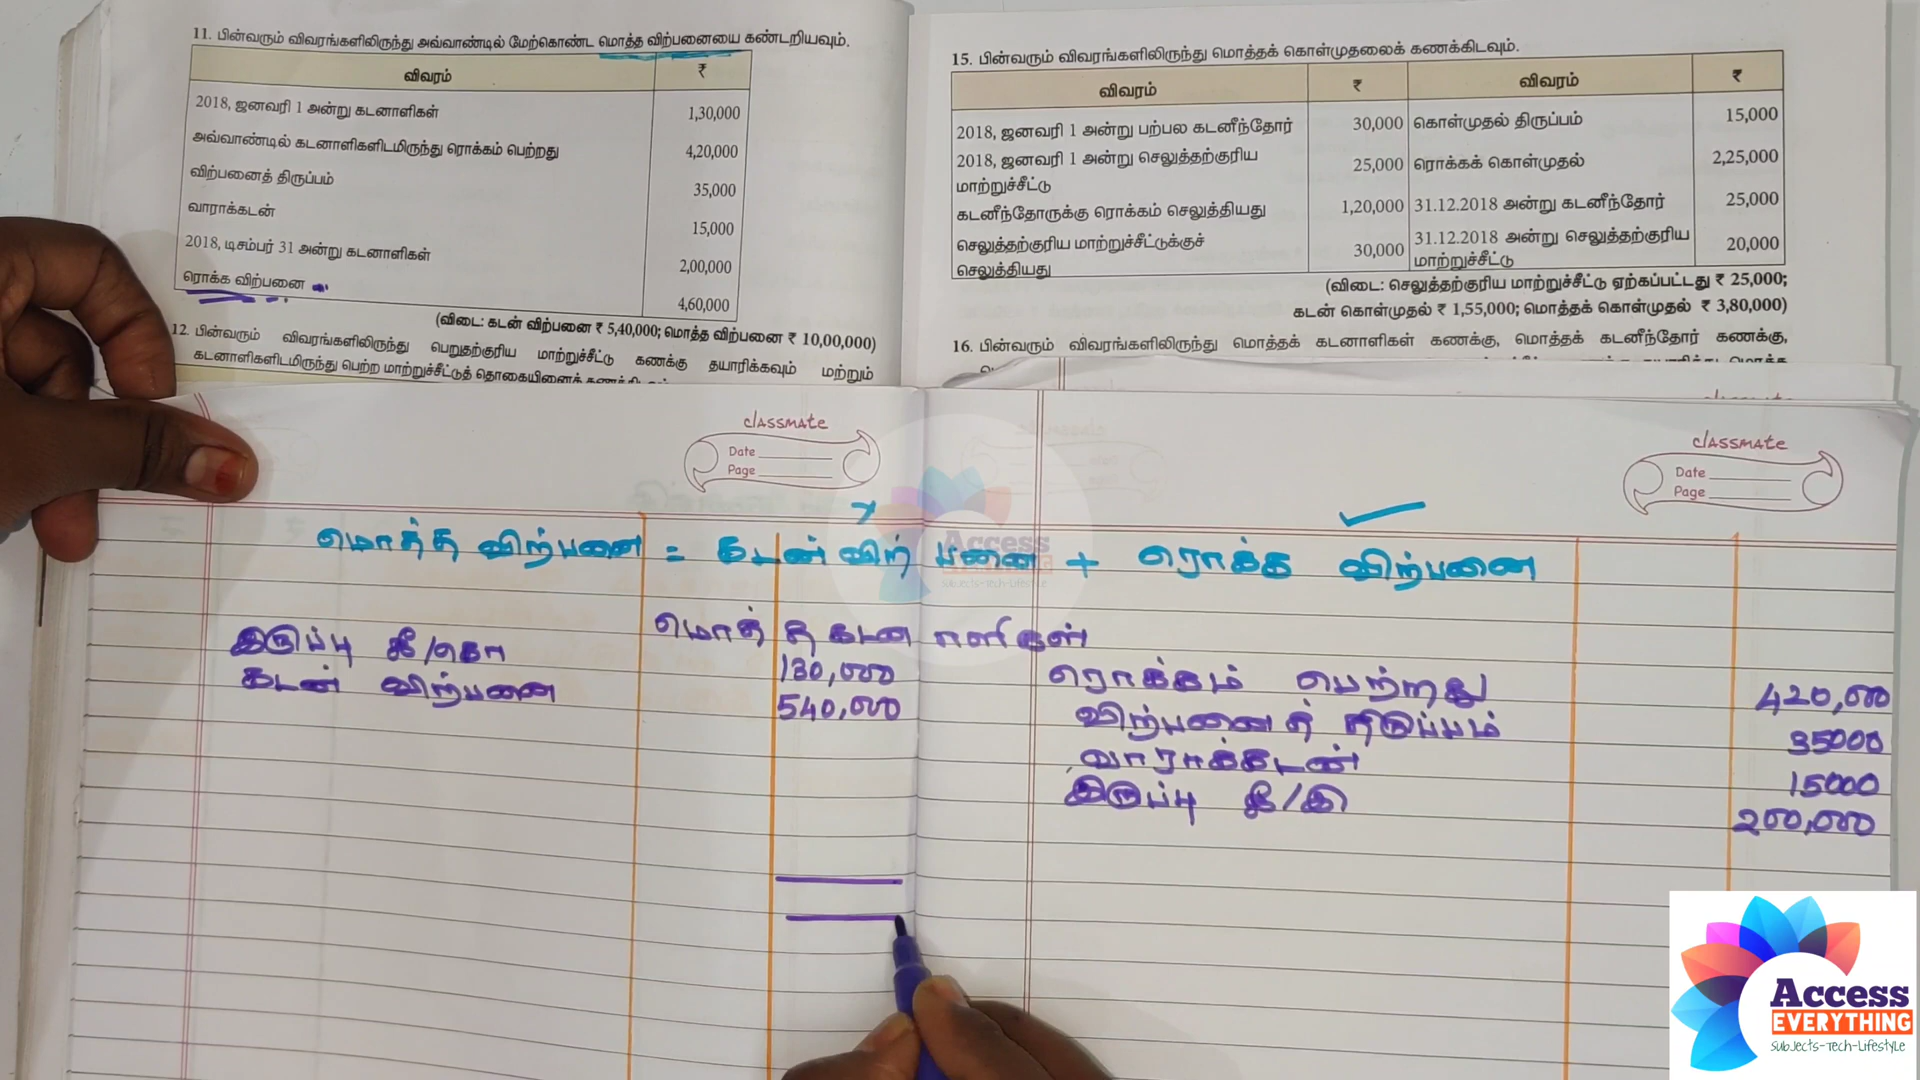 11. பின்வரும் விவரங்களிலிருந்து அவ்வாண்டில் மேற்கொண்ட மொத்த விற்பனையை கண்டறியவும்.
விவரம் ₹
2018, ஜனவரி 1 அன்று கடனாளிகள் 1,30,000
அவ்வாண்டில் கடனாளிகளிடமிருந்து ரொக்கம் பெற்றது 4,20,000
விற்பனைத் திருப்பம் 35,000
வாராக்கடன் 15,000
2018, டிசம்பர் 31 அன்று கடனாளிகள் 2,00,000
ரொக்க விற்பனை 4,60,000
(விடை: கடன் விற்பனை ₹ 5,40,000; மொத்த விற்பனை ₹ 10,00,000)
12. பின்வரும் விவரங்களிலிருந்து பெறுதற்குரிய மாற்றுச்சீட்டு கணக்கு தயாரிக்கவும் மற்றும்
கடனாளிகளிடமிருந்து பெற்ற மாற்றுச்சீட்டுத் தொகையினைக்
15. பின்வரும் விவரங்களிலிருந்து மொத்தக் கொள்முதலைக் கணக்கிடவும்.
விவரம் ₹ விவரம் ₹
2018, ஜனவரி 1 அன்று பற்பல கடனீந்தோர் 30,000 கொள்முதல் திருப்பம் 15,000
2018, ஜனவரி 1 அன்று செலுத்தற்குரிய
மாற்றுச்சீட்டு 25,000 ரொக்கக் கொள்முதல் 2,25,000
கடனீந்தோருக்கு ரொக்கம் செலுத்தியது 1,20,000 31.12.2018 அன்று கடனீந்தோர் 25,000
செலுத்தற்குரிய மாற்றுச்சீட்டுக்குச்
செலுத்தியது 30,000 31.12.2018 அன்று செலுத்தற்குரிய
மாற்றுச்சீட்டு 20,000
(விடை: செலுத்தற்குரிய மாற்றுச்சீட்டு ஏற்கப்பட்டது ₹ 25,000;
கடன் கொள்முதல் ₹ 1,55,000; மொத்தக் கொள்முதல் ₹ 3,80,000)
16. பின்வரும் விவரங்களிலிருந்து மொத்தக் கடனாளிகள் கணக்கு, மொத்தக் கடனீந்தோர் கணக்கு,
classmate
Date
Page
classmate
Date
Page
மொத்த விற்பனை = கடன் விற்பனை + ரொக்க விற்பனை
மொத்த கடனாளிகள்
இருப்பு கீ/கொ 130,000
கடன் விற்பனை 540,000
ரொக்கம் பெற்றது 420,000
விற்பனைத் திருப்பம் 35000
வாராக்கடன் 15000
இருப்பு கீ/இ 200,000
Access
EVERYTHING
Subjects-Tech-Lifestyle
Access
EVERYTHING
Subjects-Tech-Lifestyle